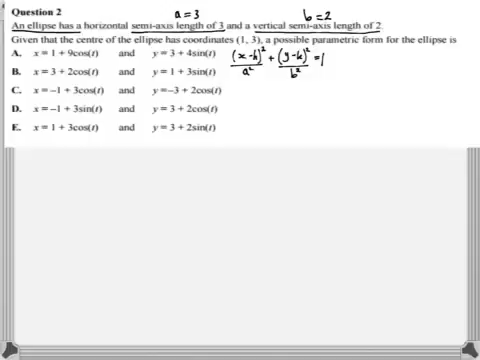 a = 3 b = 2
Question 2
An ellipse has a horizontal semi-axis length of 3 and a vertical semi-axis length of 2.
Given that the centre of the ellipse has coordinates (1, 3), a possible parametric form for the ellipse is
A. x = 1 + 9cos(t) and y = 3 + 4sin(t) (x-h)²/a² + (y-k)²/b² = 1
B. x = 3 + 2cos(t) and y = 1 + 3sin(t)
C. x = −1 + 3cos(t) and y = −3 + 2cos(t)
D. x = −1 + 3sin(t) and y = 3 + 2cos(t)
E. x = 1 + 3cos(t) and y = 3 + 2sin(t)